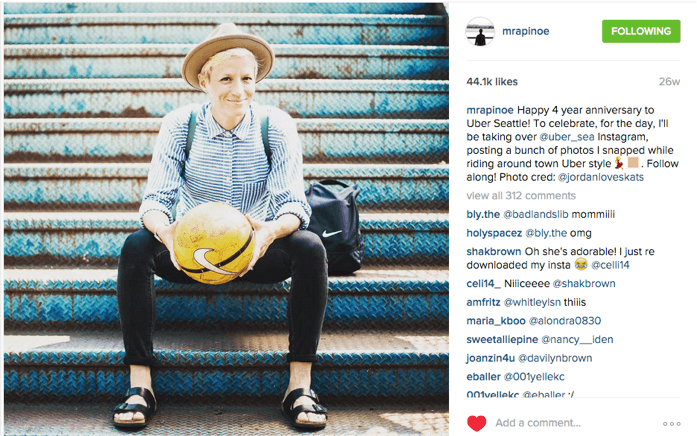 mrapinoe
FOLLOWING
44.1k likes
26w
mrapinoe Happy 4 year anniversary to
Uber Seattle! To celebrate, for the day, I'll
be taking over @uber_sea Instagram,
posting a bunch of photos I snapped while
riding around town Uber style 💃🏼 . Follow
along! Photo cred: @jordanloveskats
view all 312 comments
bly.the @badlandslib mommiiii
holyspacez @bly.the omg
shakbrown Oh she's adorable! I just re
downloaded my insta 😂 @celli14
celi14_ Niiiceeee @shakbrown
amfritz @whitleylsn thiiis
maria_kboo @alondra0830
sweetalliepine @nancy__iden
joanzin4u @davilynbrown
eballer @001yellekc
001yellekc @eballer :/
Add a comment...